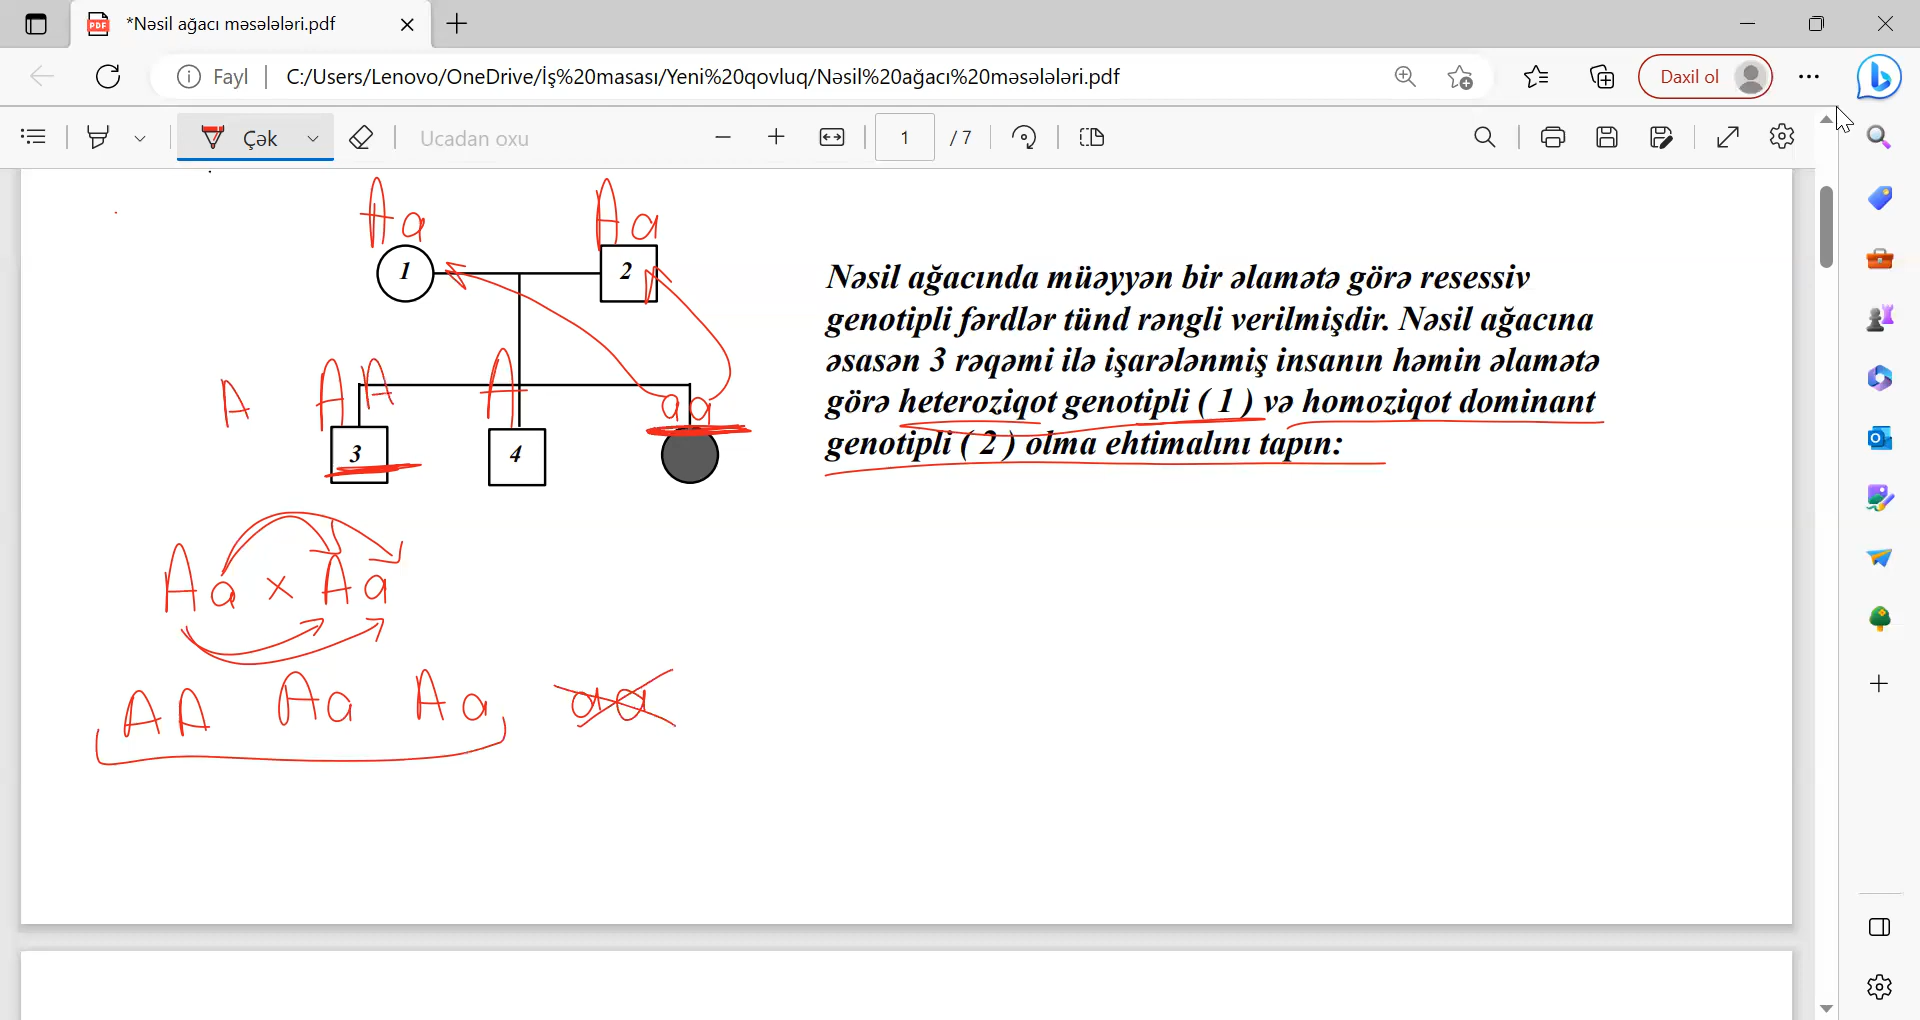 *Nəsil ağacı məsələləri.pdf
Fayl C:/Users/Lenovo/OneDrive/İş%20masası/Yeni%20qovluq/Nəsil%20ağacı%20məsələləri.pdf
Daxil ol
Çək Ucadan oxu 1 / 7
Aa Aa
1 2
Nəsil ağacında müəyyən bir əlamətə görə resessiv
genotipli fərdlər tünd rəngli verilmişdir. Nəsil ağacına
əsasən 3 rəqəmi ilə işarələnmiş insanın həmin əlamətə
görə heteroziqot genotipli ( 1 ) və homoziqot dominant
genotipli ( 2 ) olma ehtimalını tapın:
A AA A aa
3 4
Aa x Aa
AA Aa Aa aa